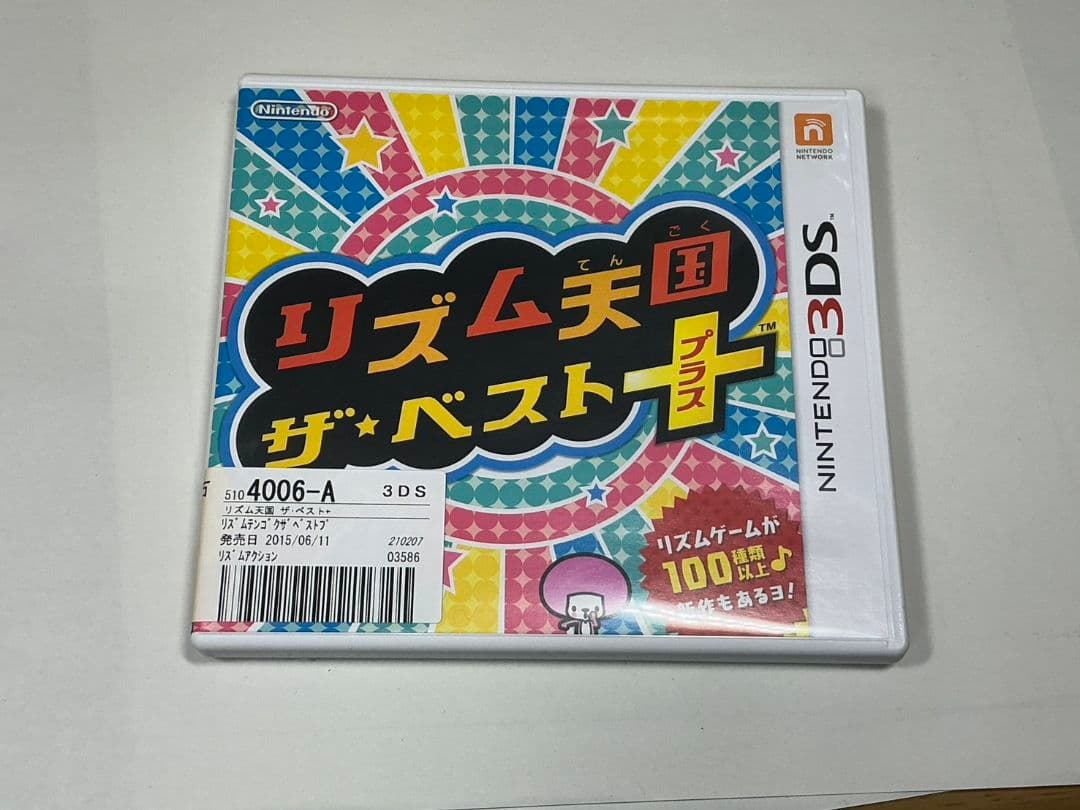 Nintendo
NINTENDO
NETWORK
リズム天国
てん
ごく
ザ・ベスト+
プラス
TM
NINTENDO 3DS
TM
リズムゲームが
100種類
以上♪
新作もあるヨ!
510 4006-A 3DS
リズム天国 ザ・ベスト+
リズムテンゴクザベストプ
発売日 2015/06/11 210207
リズムアクション 03586